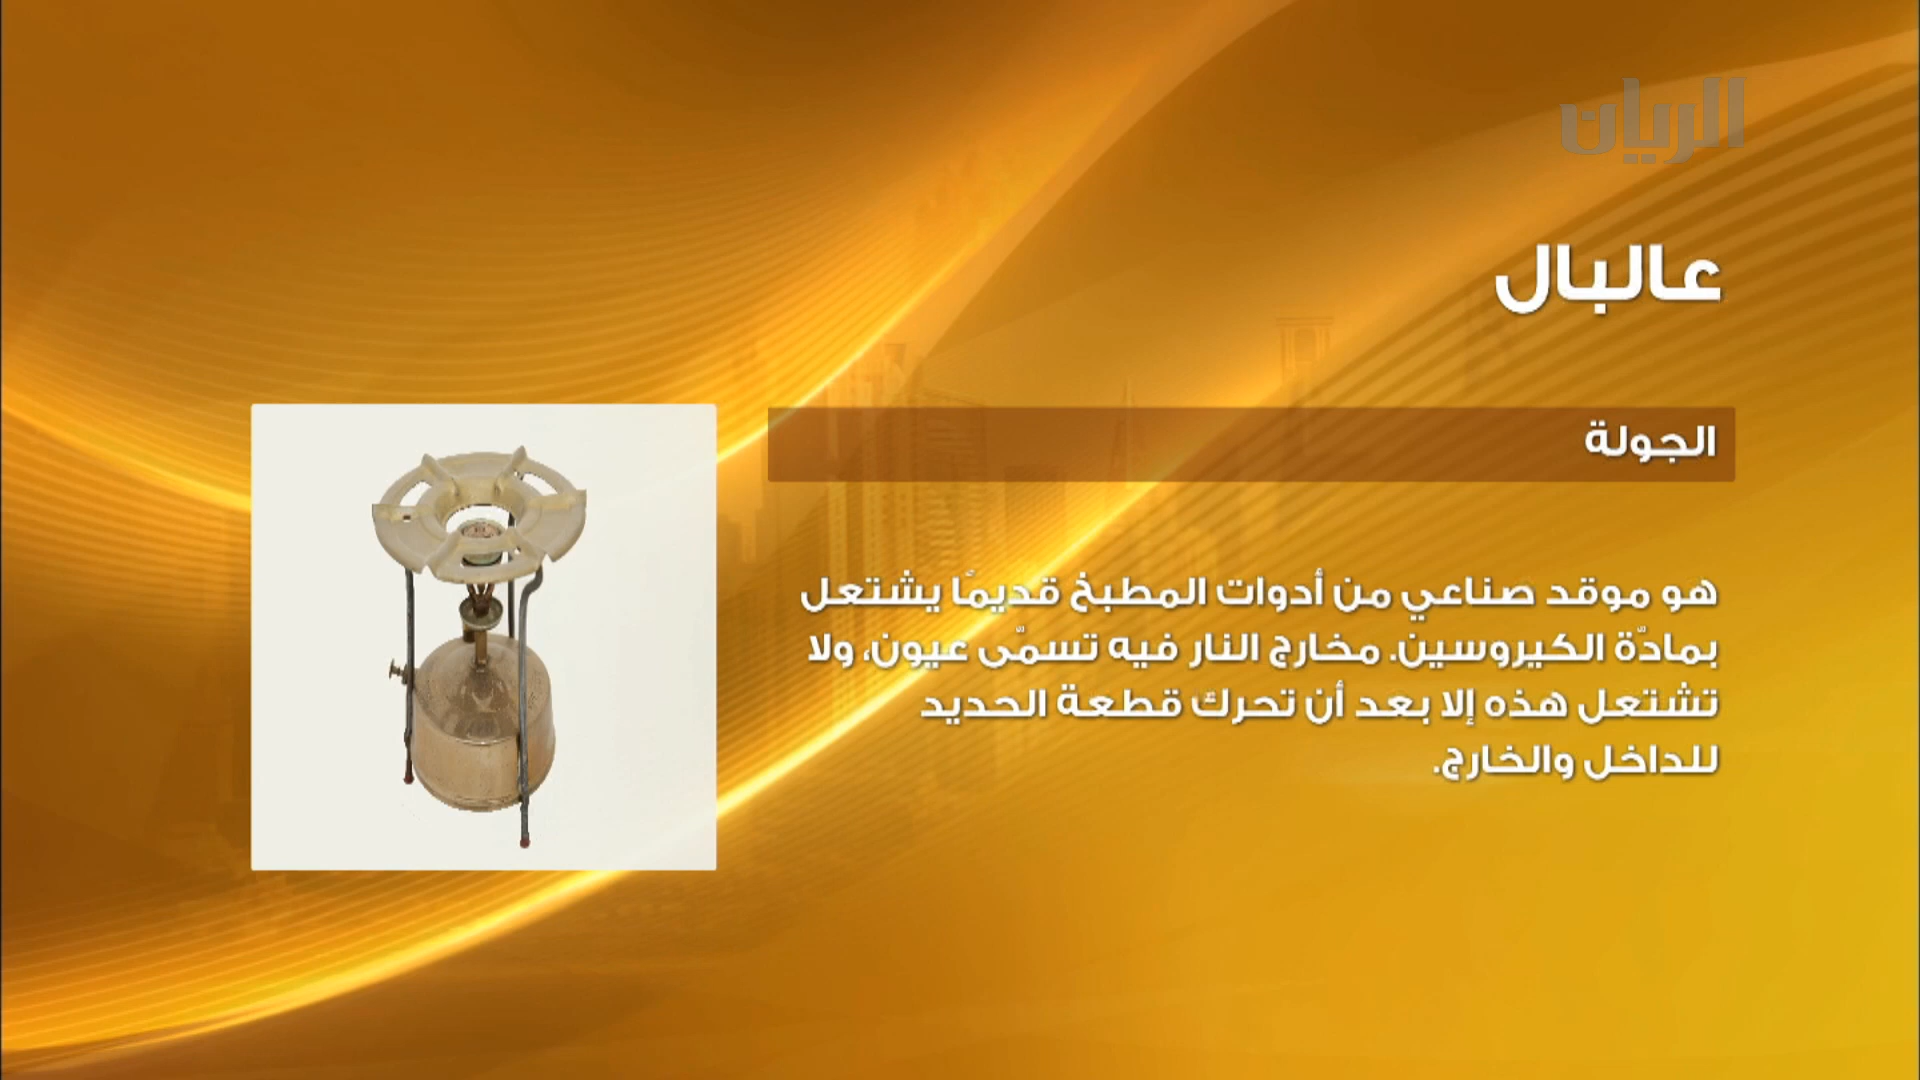 الريان
عالبال
الجولة
هو موقد صناعي من أدوات المطبخ قديمًا يشتعل
بمادّة الكيروسين. مخارج النار فيه تسمّى عيون، ولا
تشتعل هذه إلا بعد أن تحرك قطعة الحديد
للداخل والخارج.